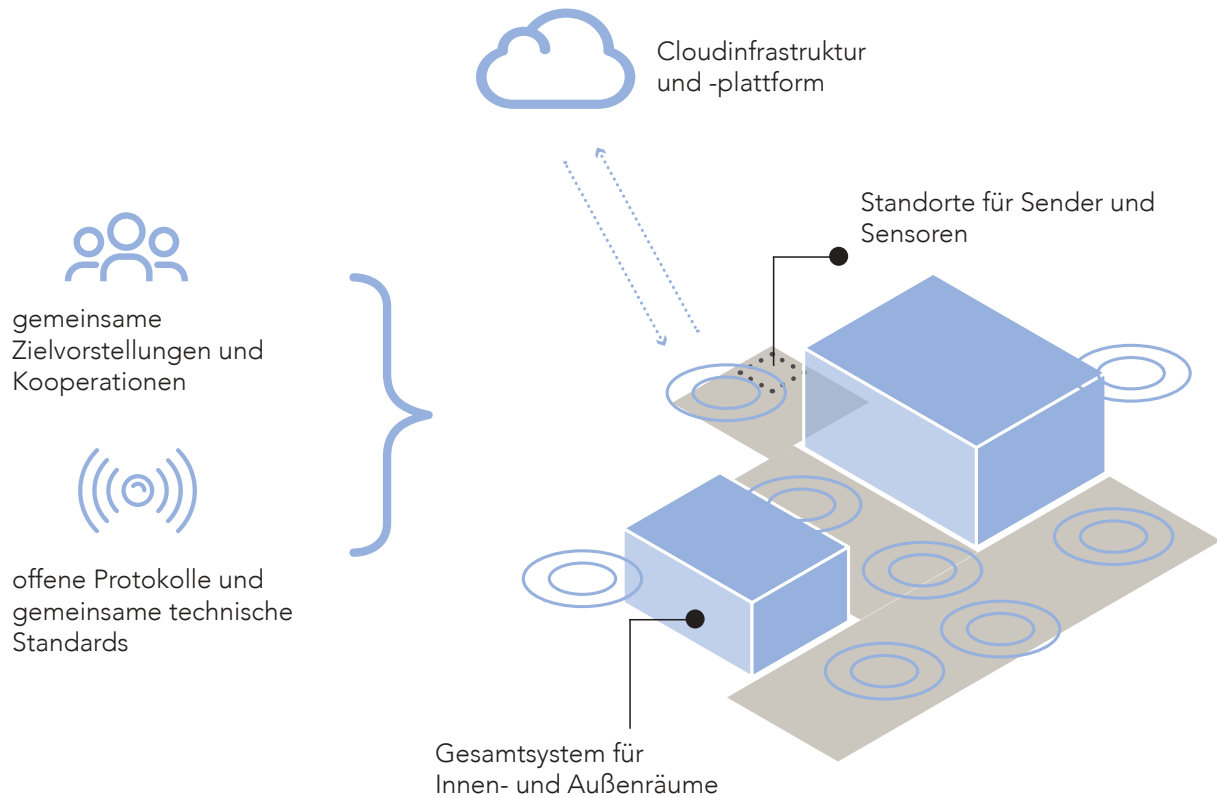 Cloudinfrastruktur
und -plattform
Standorte für Sender und
Sensoren
gemeinsame
Zielvorstellungen und
Kooperationen
offene Protokolle und
gemeinsame technische
Standards
Gesamtsystem für
Innen- und Außenräume